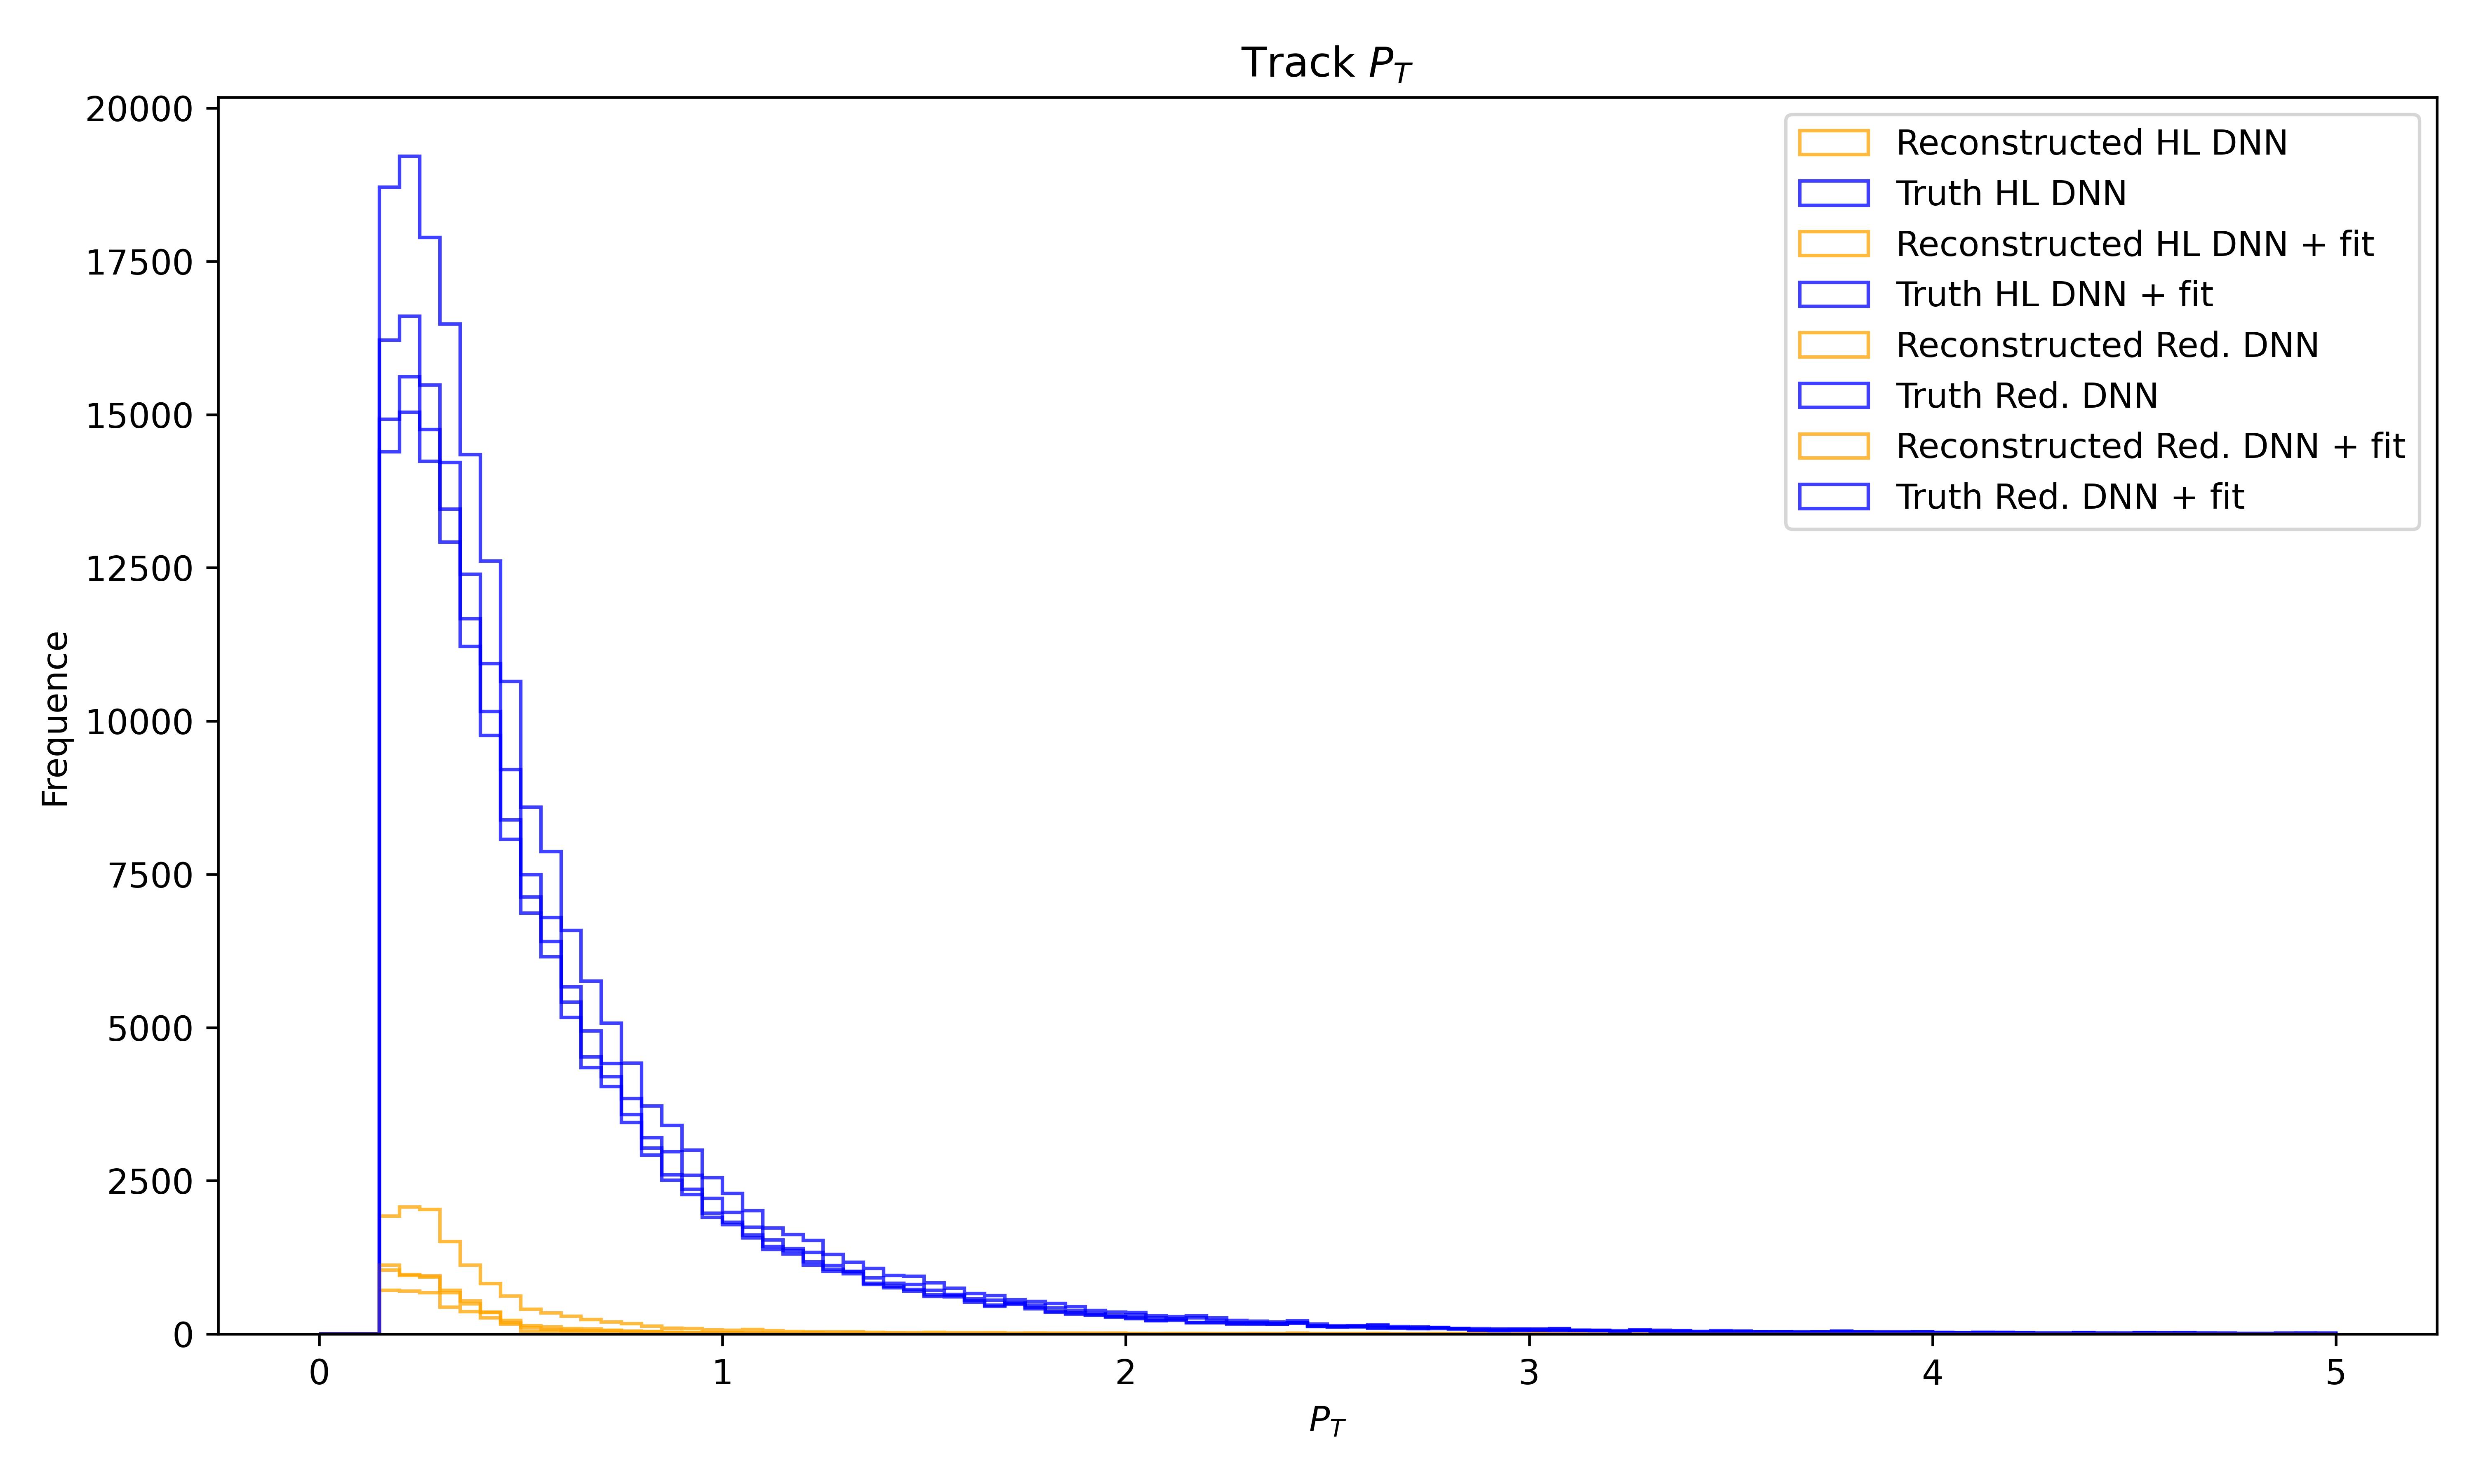 Track P_T
20000
17500
15000
12500
10000
7500
5000
2500
0
Frequence
0 1 2 3 4 5
P_T
Reconstructed HL DNN
Truth HL DNN
Reconstructed HL DNN + fit
Truth HL DNN + fit
Reconstructed Red. DNN
Truth Red. DNN
Reconstructed Red. DNN + fit
Truth Red. DNN + fit